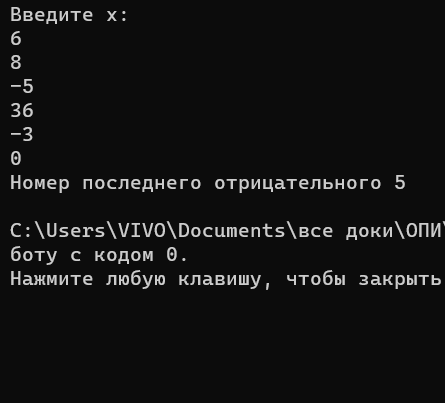 Введите x:
6
8
-5
36
-3
0
Номер последнего отрицательного 5
C:\Users\VIVO\Documents\все доки\ОПИ\
боту с кодом 0.
Нажмите любую клавишу, чтобы закрыть